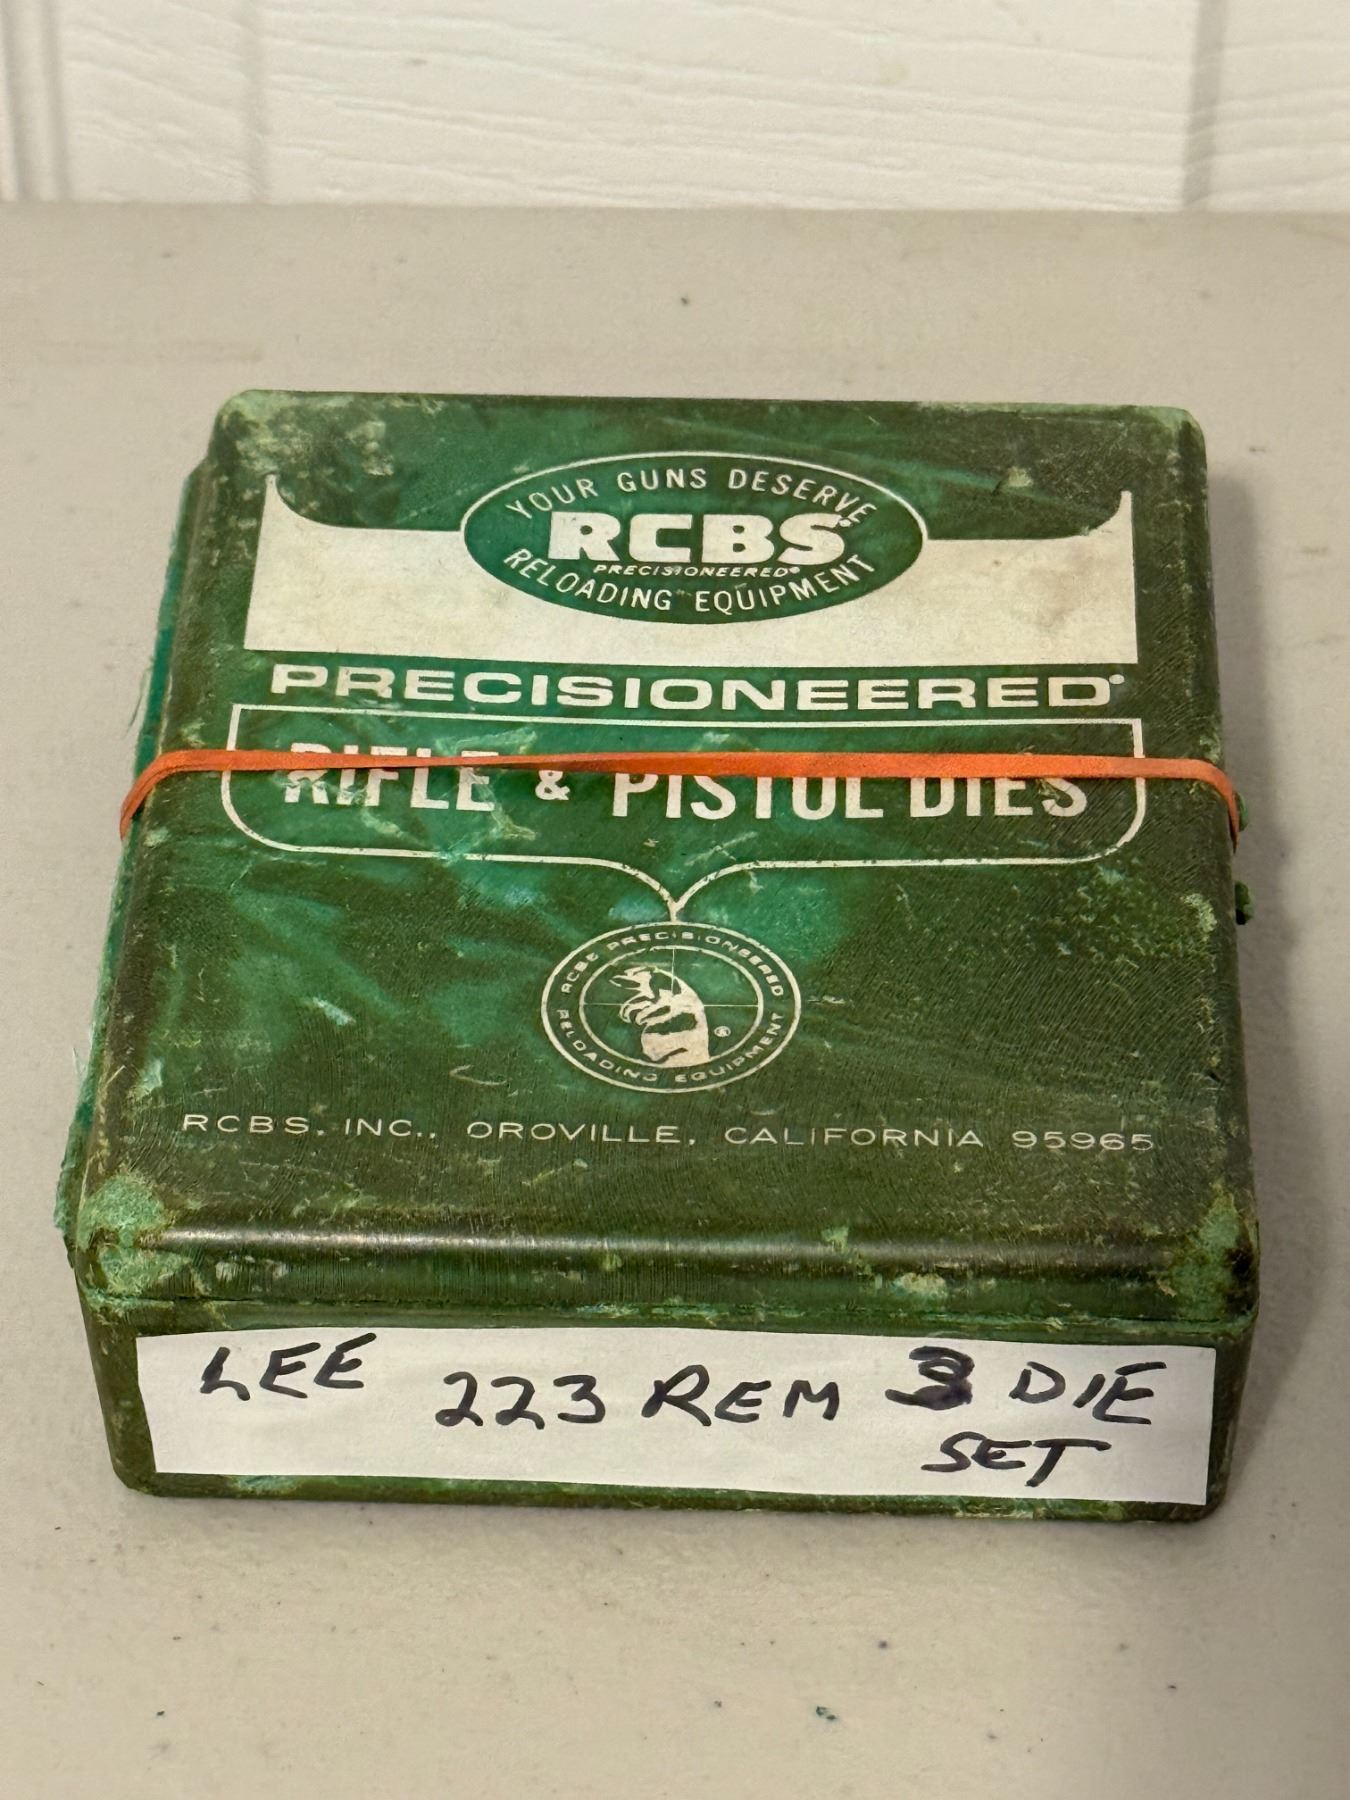 YOUR GUNS DESERVE
RCBS®
PRECISIONEERED®
RELOADING EQUIPMENT
PRECISIONEERED®
RIFLE & PISTOL DIES
RCBS PRECISIONEERED
®
RELOADING EQUIPMENT
RCBS, INC., OROVILLE, CALIFORNIA 95965
LEE 223 REM 3 DIE
SET